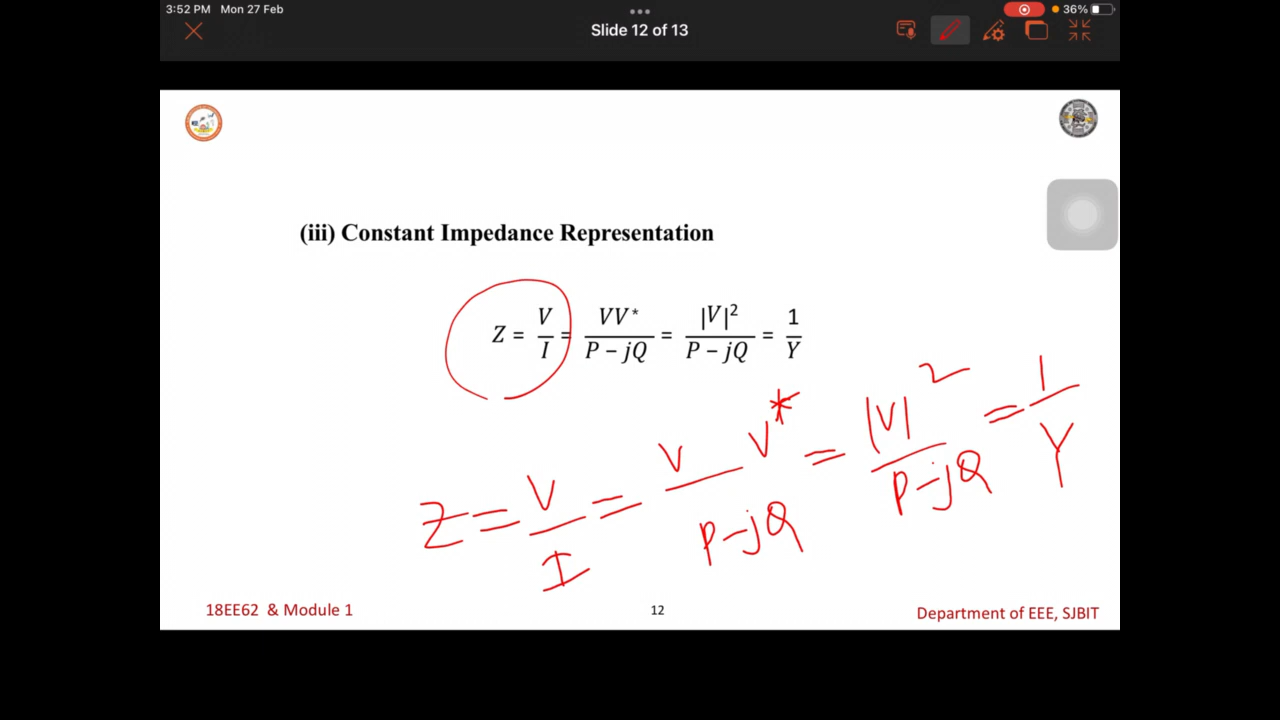 3:52 PM Mon 27 Feb
36%
Slide 12 of 13
(iii) Constant Impedance Representation
Z = V/I = VV*/(P − jQ) = |V|²/(P − jQ) = 1/Y
Z = V/I = V V*/(P − jQ) = |V|²/(P − jQ) = 1/Y
18EE62 & Module 1
12
Department of EEE, SJBIT